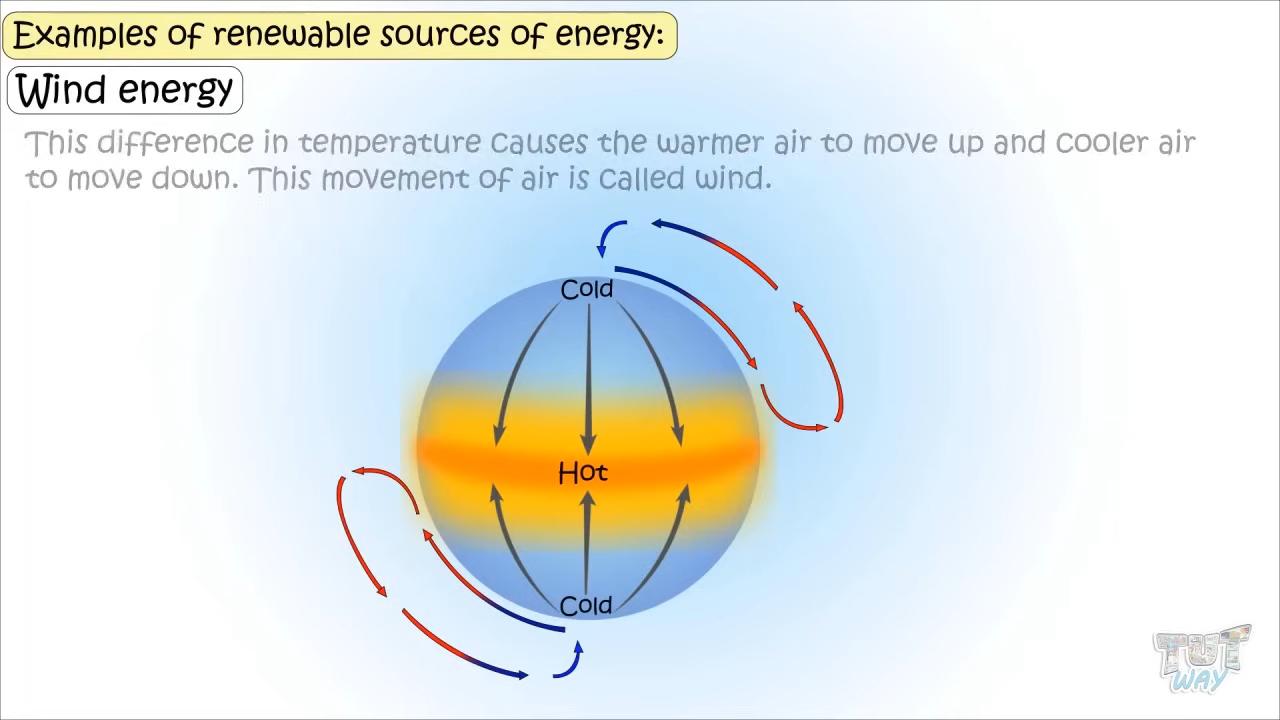 Examples of renewable sources of energy:
Wind energy
This difference in temperature causes the warmer air to move up and cooler air
to move down. This movement of air is called wind.
Cold
Hot
Cold
TUT
WAY